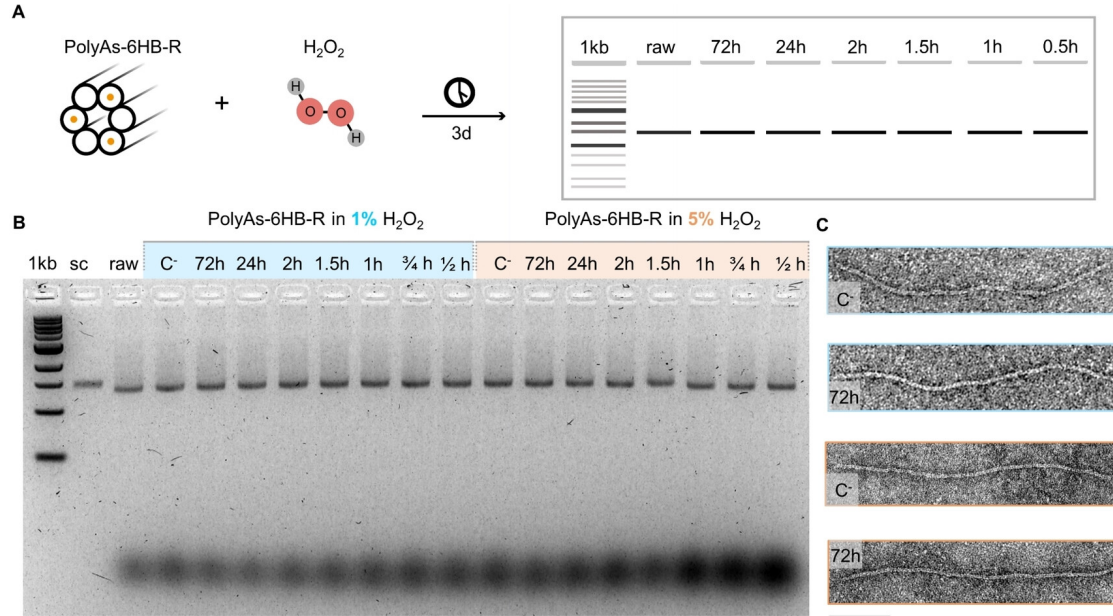 A
PolyAs-6HB-R
H₂O₂
+
H
O
O
H
3d
1kb raw 72h 24h 2h 1.5h 1h 0.5h
B
PolyAs-6HB-R in 1% H₂O₂
PolyAs-6HB-R in 5% H₂O₂
1kb sc raw C⁻ 72h 24h 2h 1.5h 1h ¾ h ½ h C⁻ 72h 24h 2h 1.5h 1h ¾ h ½ h
C
C⁻
72h
C⁻
72h